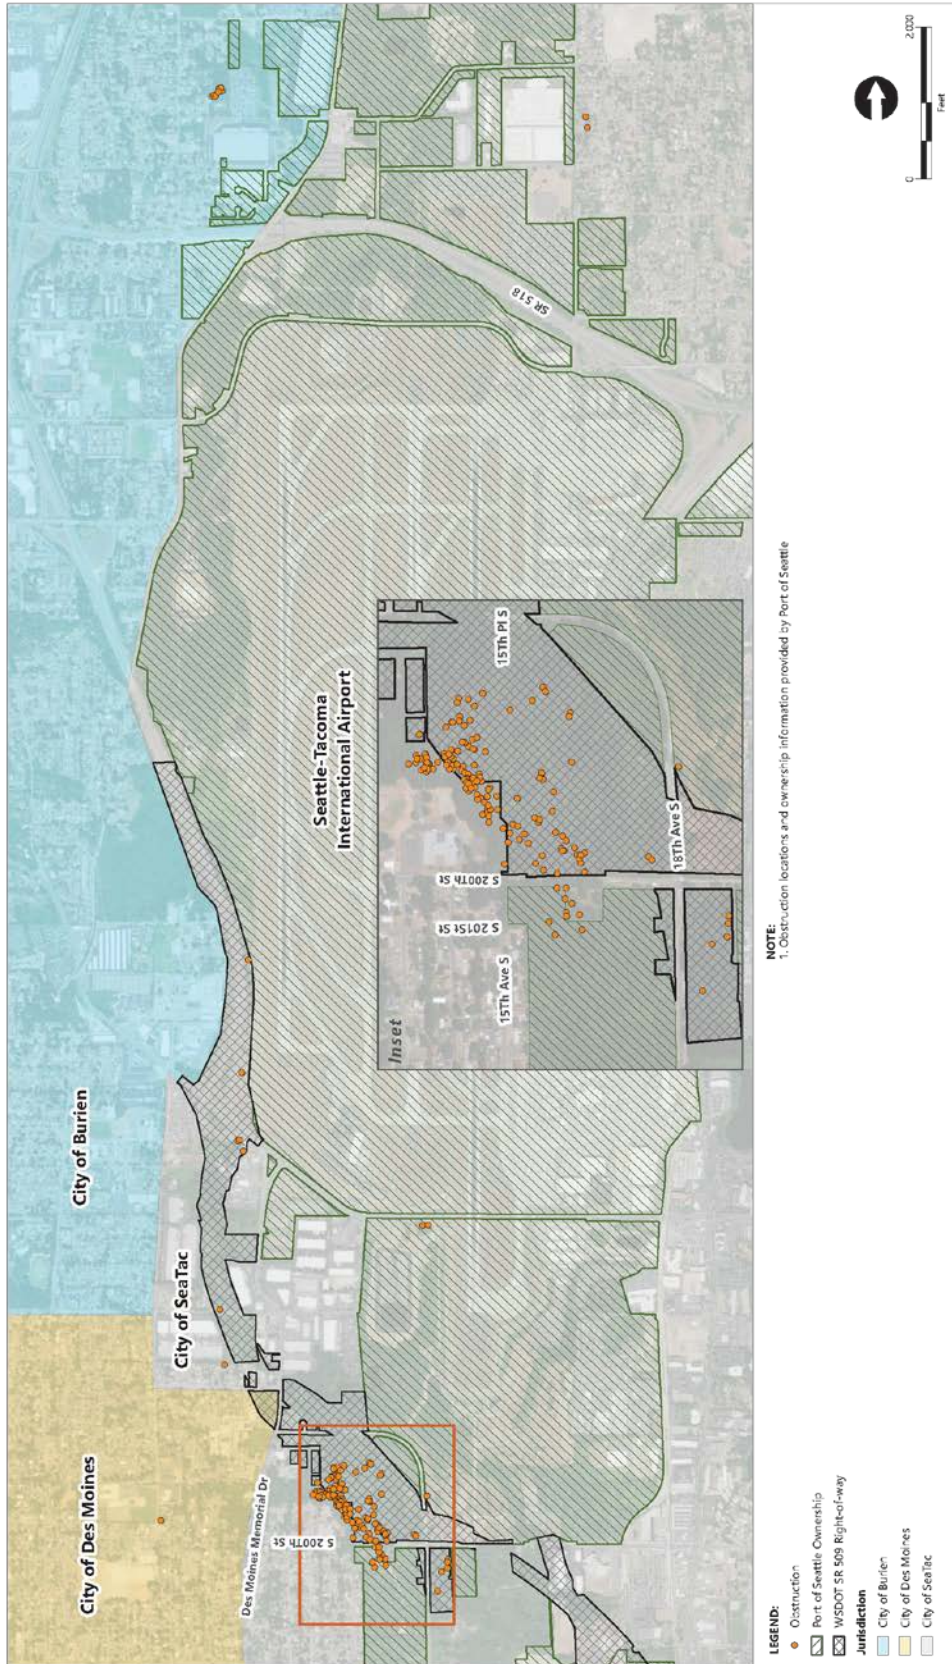 City of Des Moines
City of Burien
City of SeaTac
Des Moines Memorial Dr
S 200Th St
Seattle-Tacoma
International Airport
SR 518
Inset
15Th Ave S
S 201St St
S 200Th St
18Th Ave S
15Th Pl S
LEGEND:
Obstruction
Port of Seattle Ownership
WSDOT SR 509 Right-of-way
Jurisdiction
City of Burien
City of Des Moines
City of SeaTac
NOTE:
1. Obstruction locations and ownership information provided by Port of Seattle
0 2,000
Feet